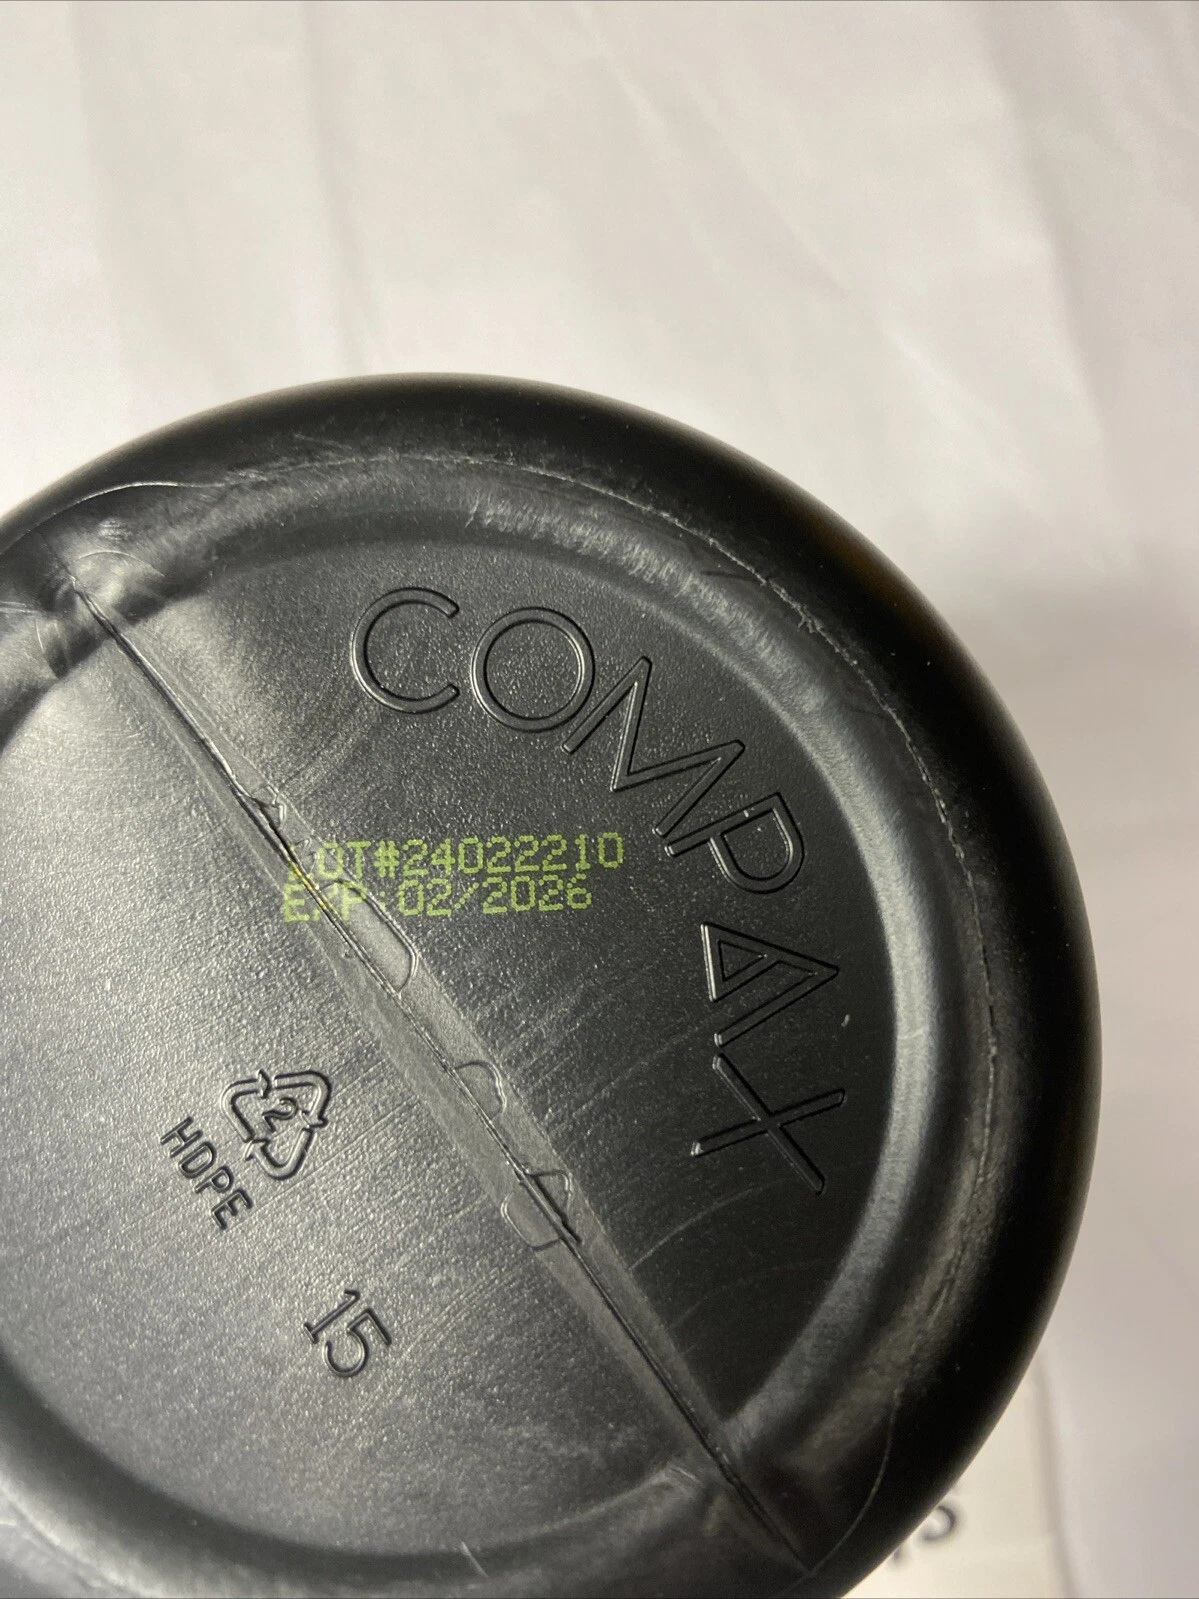 COMPAX
LOT#24022210
EXP:02/2026
2
HDPE
15